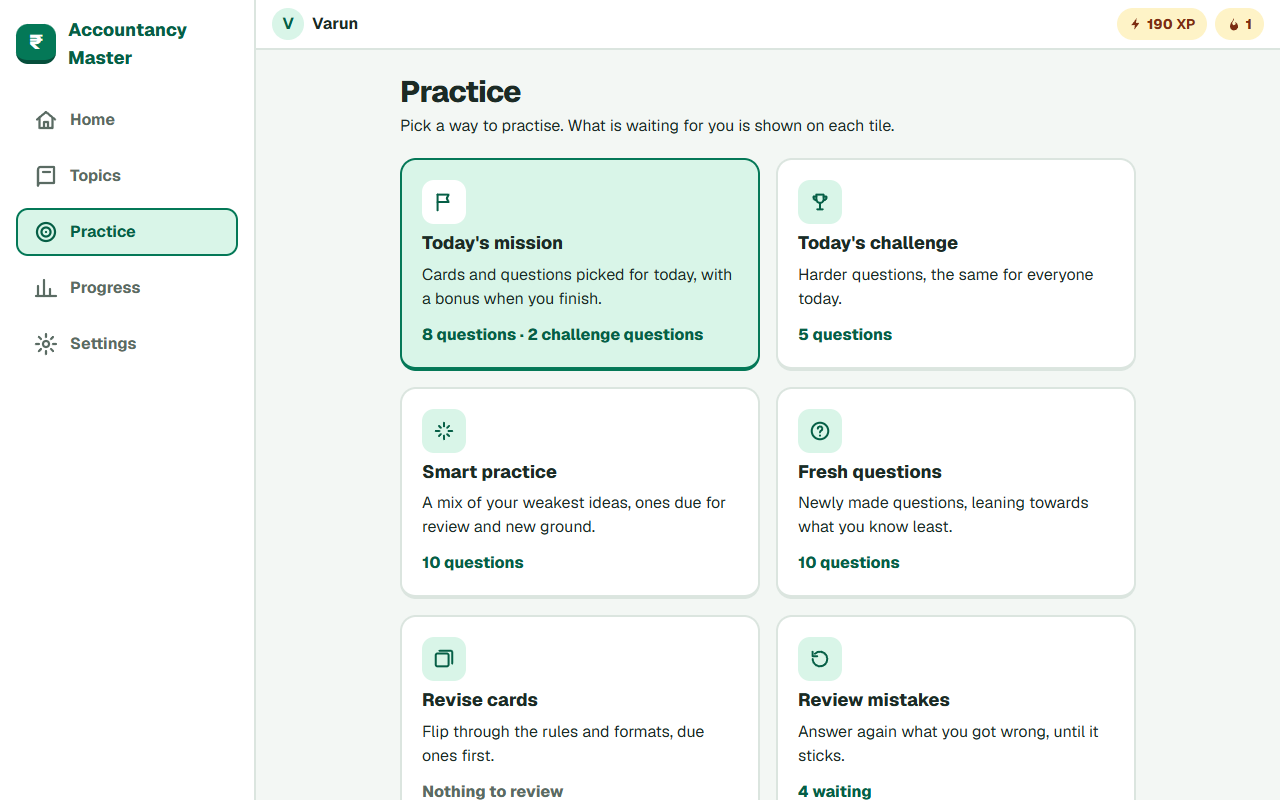 ₹
Accountancy
Master
Home
Topics
Practice
Progress
Settings
V
Varun
190 XP
1
Practice
Pick a way to practise. What is waiting for you is shown on each tile.
Today's mission
Cards and questions picked for today, with
a bonus when you finish.
8 questions · 2 challenge questions
Today's challenge
Harder questions, the same for everyone
today.
5 questions
Smart practice
A mix of your weakest ideas, ones due for
review and new ground.
10 questions
Fresh questions
Newly made questions, leaning towards
what you know least.
10 questions
Revise cards
Flip through the rules and formats, due
ones first.
Nothing to review
Review mistakes
Answer again what you got wrong, until it
sticks.
4 waiting